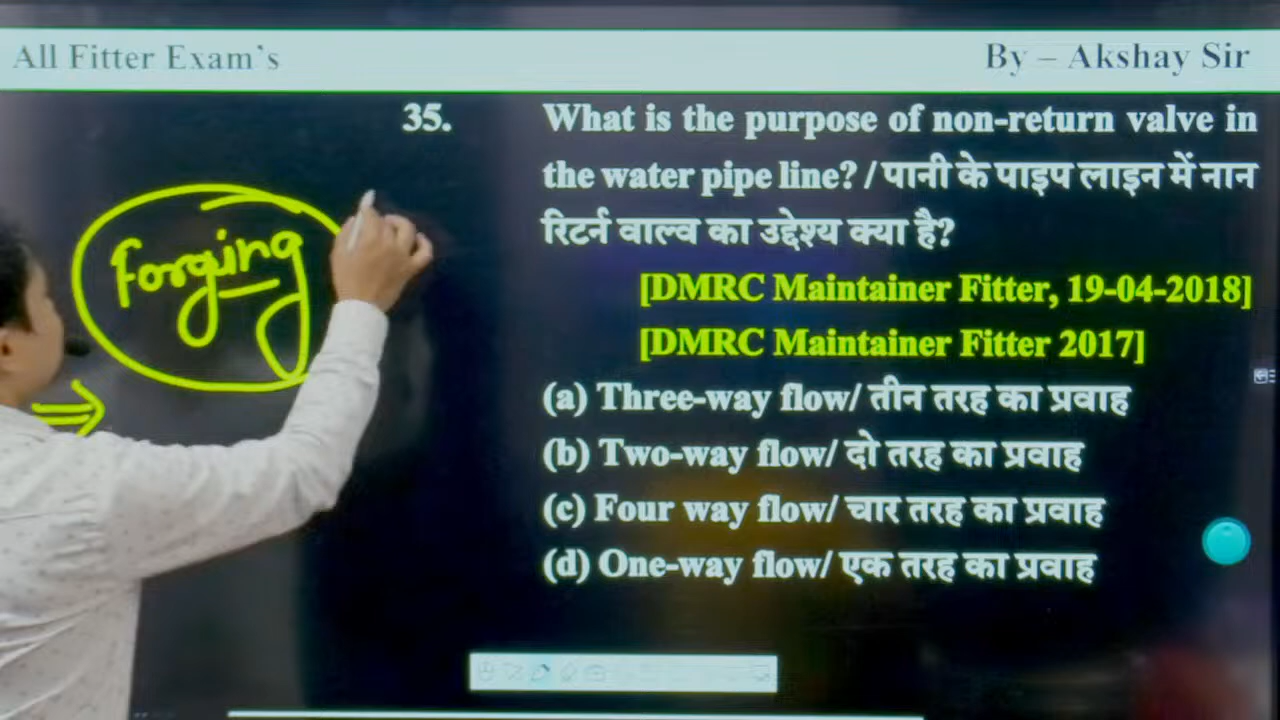 All Fitter Exam's
By – Akshay Sir
forging
35.
What is the purpose of non-return valve in
the water pipe line? / पानी के पाइप लाइन में नान
रिटर्न वाल्व का उद्देश्य क्या है?
[DMRC Maintainer Fitter, 19-04-2018]
[DMRC Maintainer Fitter 2017]
(a) Three-way flow/ तीन तरह का प्रवाह
(b) Two-way flow/ दो तरह का प्रवाह
(c) Four way flow/ चार तरह का प्रवाह
(d) One-way flow/ एक तरह का प्रवाह